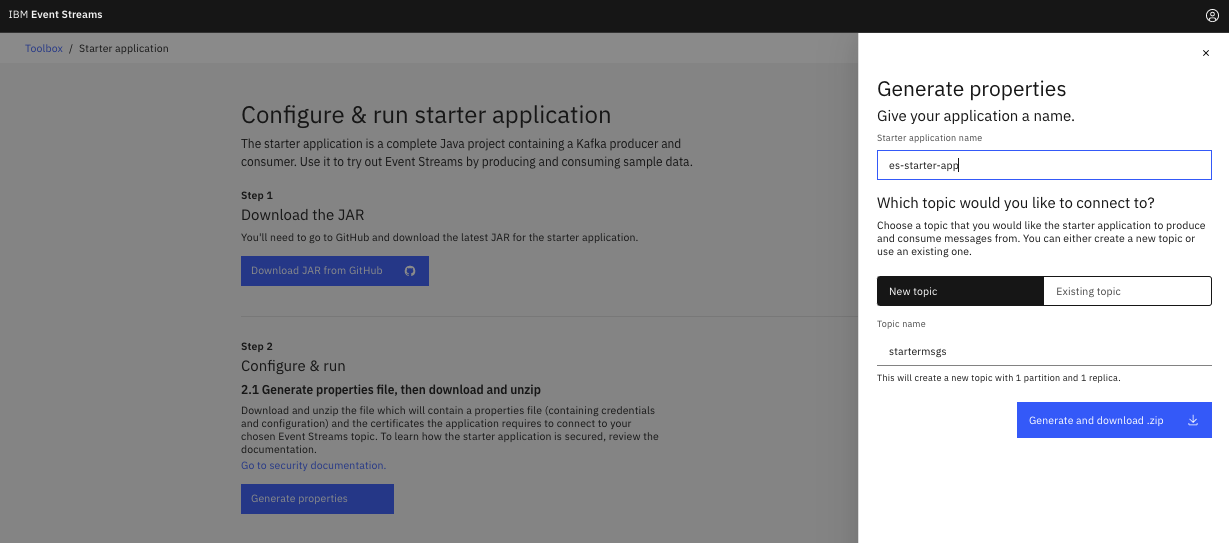 IBM Event Streams
Toolbox / Starter application
Configure & run starter application
The starter application is a complete Java project containing a Kafka producer and
consumer. Use it to try out Event Streams by producing and consuming sample data.
Step 1
Download the JAR
You'll need to go to GitHub and download the latest JAR for the starter application.
Download JAR from GitHub
Step 2
Configure & run
2.1 Generate properties file, then download and unzip
Download and unzip the file which will contain a properties file (containing credentials
and configuration) and the certificates the application requires to connect to your
chosen Event Streams topic. To learn how the starter application is secured, review the
documentation.
Go to security documentation.
Generate properties
Generate properties
Give your application a name.
Starter application name
es-starter-app
Which topic would you like to connect to?
Choose a topic that you would like the starter application to produce
and consume messages from. You can either create a new topic or
use an existing one.
New topic
Existing topic
Topic name
startermsgs
This will create a new topic with 1 partition and 1 replica.
Generate and download .zip